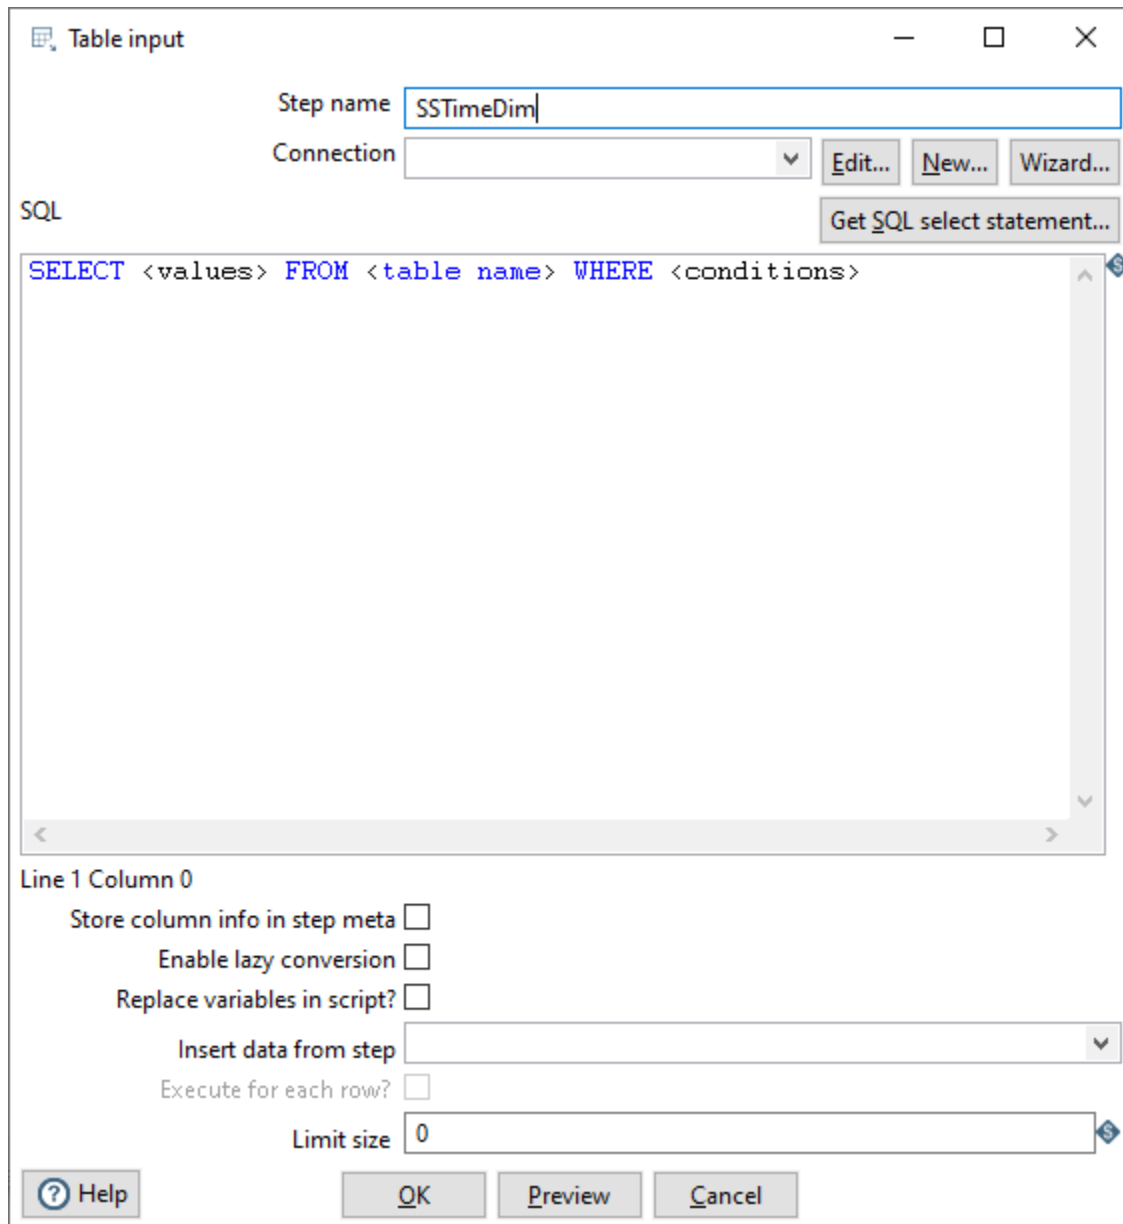 Table input
Step name SSTimeDim
Connection Edit... New... Wizard...
SQL Get SQL select statement...
SELECT <values> FROM <table name> WHERE <conditions>
Line 1 Column 0
Store column info in step meta
Enable lazy conversion
Replace variables in script?
Insert data from step
Execute for each row?
Limit size 0
Help OK Preview Cancel